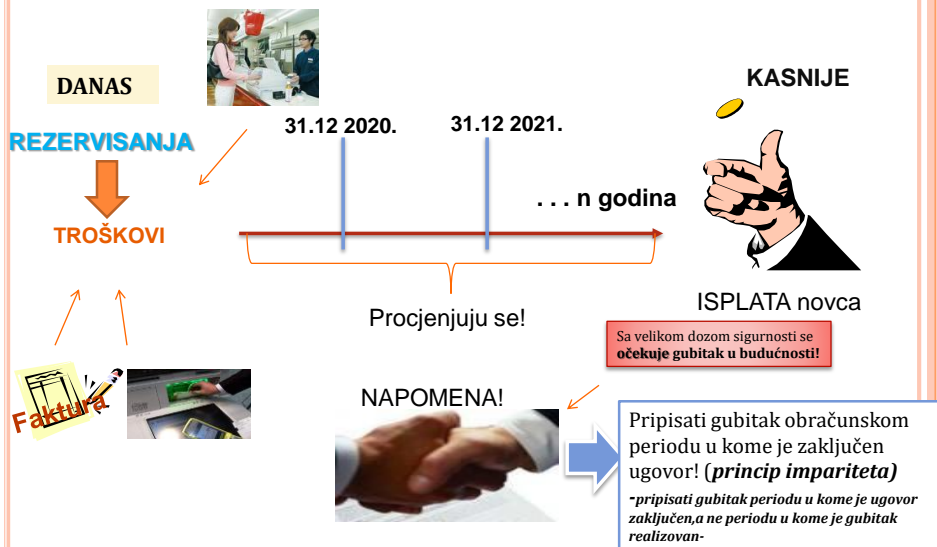 DANAS
REZERVISANJA
TROŠKOVI
Faktura
31.12 2020.
31.12 2021.
. . . n godina
Procjenjuju se!
KASNIJE
ISPLATA novca
Sa velikom dozom sigurnosti se
očekuje gubitak u budućnosti!
NAPOMENA!
Pripisati gubitak obračunskom
periodu u kome je zaključen
ugovor! (princip impariteta)
-pripisati gubitak periodu u kome je ugovor
zaključen,a ne periodu u kome je gubitak
realizovan-